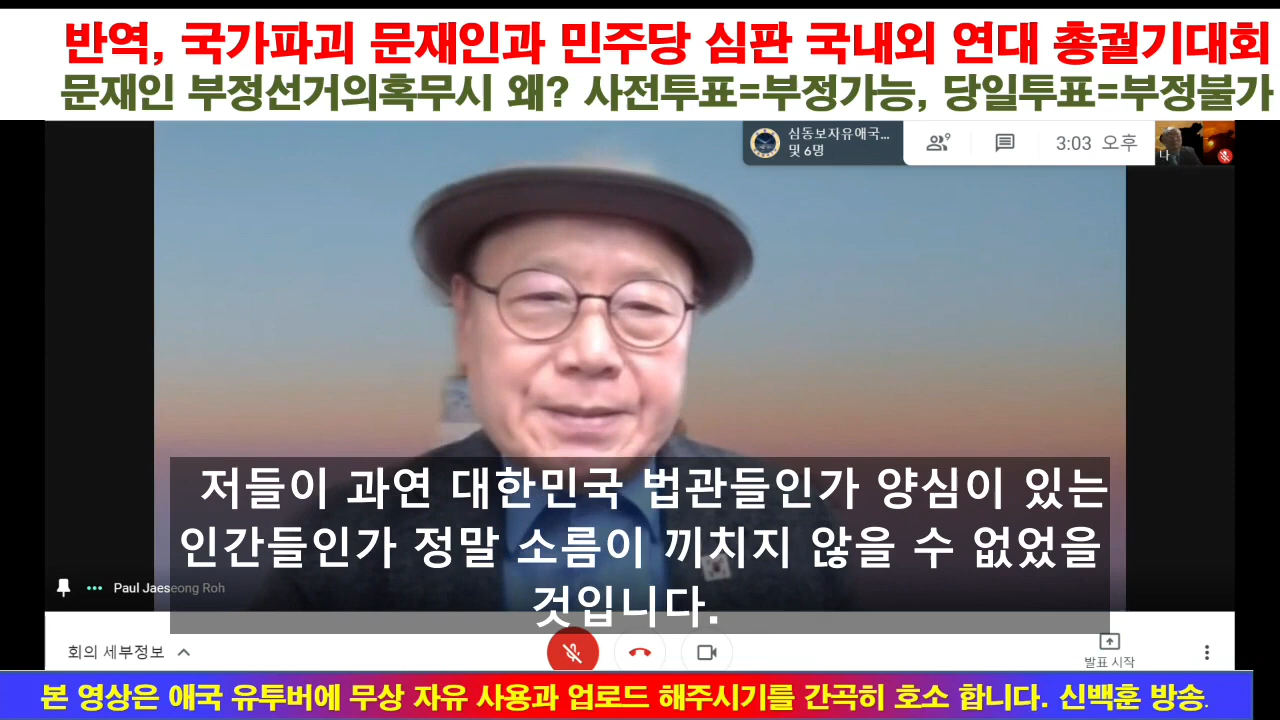 반역, 국가파괴 문재인과 민주당 심판 국내외 연대 총궐기대회
문재인 부정선거의혹무시 왜? 사전투표=부정가능, 당일투표=부정불가
심동보자유애국...
및 6명
9
3:03 오후
나
저들이 과연 대한민국 법관들인가 양심이 있는
인간들인가 정말 소름이 끼치지 않을 수 없었을
것입니다.
Paul Jaeseong Roh
회의 세부정보
발표 시작
본 영상은 애국 유투버에 무상 자유 사용과 업로드 해주시기를 간곡히 호소 합니다. 신백훈 방송.